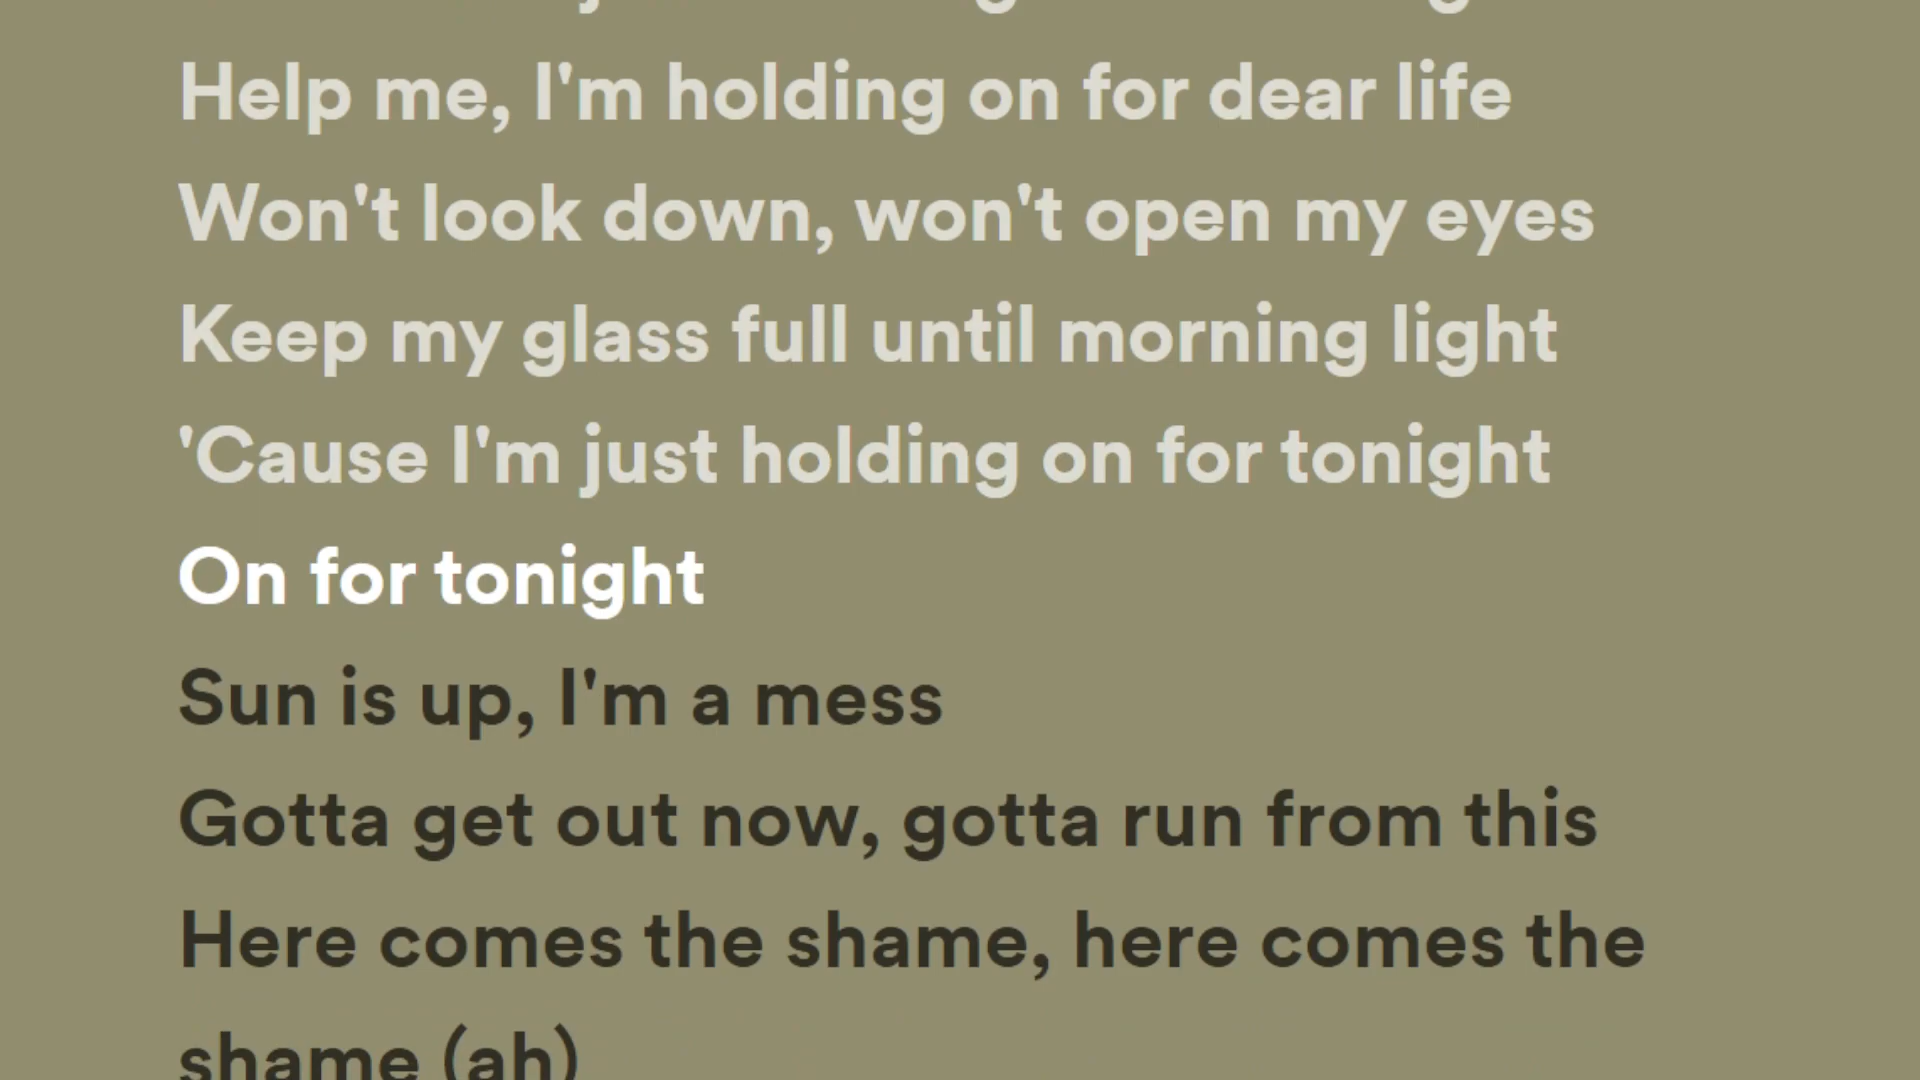 Help me, I'm holding on for dear life
Won't look down, won't open my eyes
Keep my glass full until morning light
'Cause I'm just holding on for tonight
On for tonight
Sun is up, I'm a mess
Gotta get out now, gotta run from this
Here comes the shame, here comes the
shame (ah)